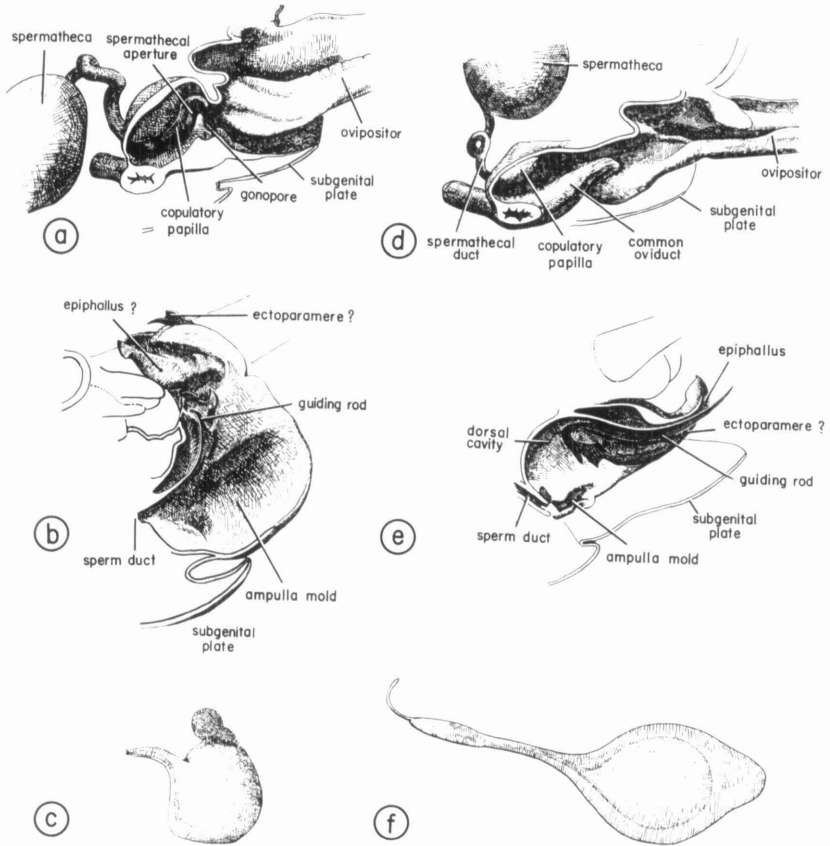 spermatheca
spermathecal
aperture
ovipositor
gonopore
subgenital
plate
copulatory
papilla
a
spermatheca
ovipositor
subgenital
plate
spermathecal
duct
copulatory
papilla
common
oviduct
d
epiphallus ?
ectoparamere ?
guiding rod
sperm duct
ampulla mold
subgenital
plate
b
epiphallus
ectoparamere ?
dorsal
cavity
guiding rod
subgenital
plate
sperm duct
ampulla mold
e
c
f